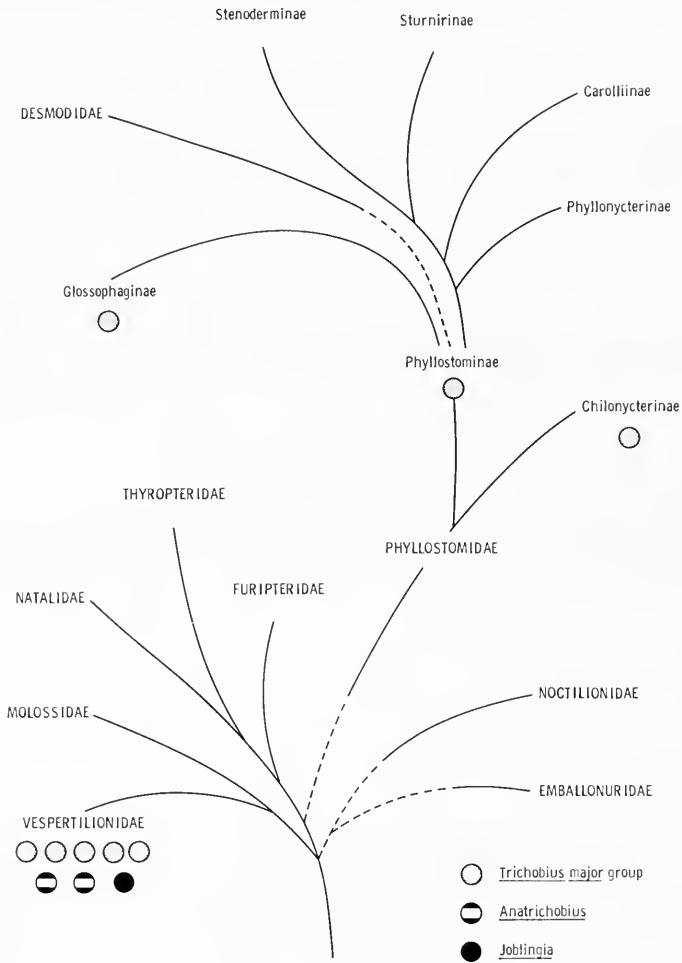 Stenoderminae
Sturnirinae
Carolliinae
DESMODIDAE
Phyllonycterinae
Glossophaginae
Phyllostominae
Chilonycterinae
THYROPTERIDAE
PHYLLOSTOMIDAE
FURIPTERIDAE
NATALIDAE
NOCTILIONIDAE
MOLOSSIDAE
EMBALLONURIDAE
VESPERTILIONIDAE
Trichobius major group
Anatrichobius
Joblingia